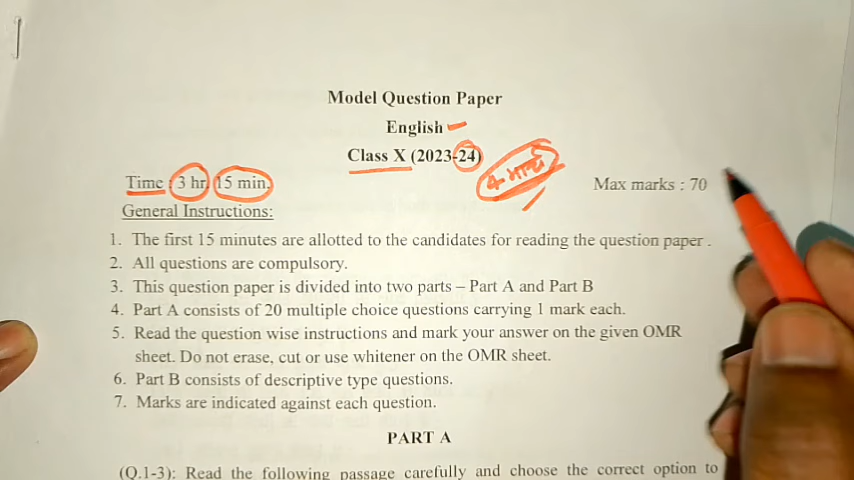 Model Question Paper
English
Class X (2023-24)
4 मार्च
Time : 3 hr. 15 min.
Max marks : 70
General Instructions:
1. The first 15 minutes are allotted to the candidates for reading the question paper .
2. All questions are compulsory.
3. This question paper is divided into two parts – Part A and Part B
4. Part A consists of 20 multiple choice questions carrying 1 mark each.
5. Read the question wise instructions and mark your answer on the given OMR
sheet. Do not erase, cut or use whitener on the OMR sheet.
6. Part B consists of descriptive type questions.
7. Marks are indicated against each question.
PART A
(Q.1-3): Read the following passage carefully and choose the correct option to